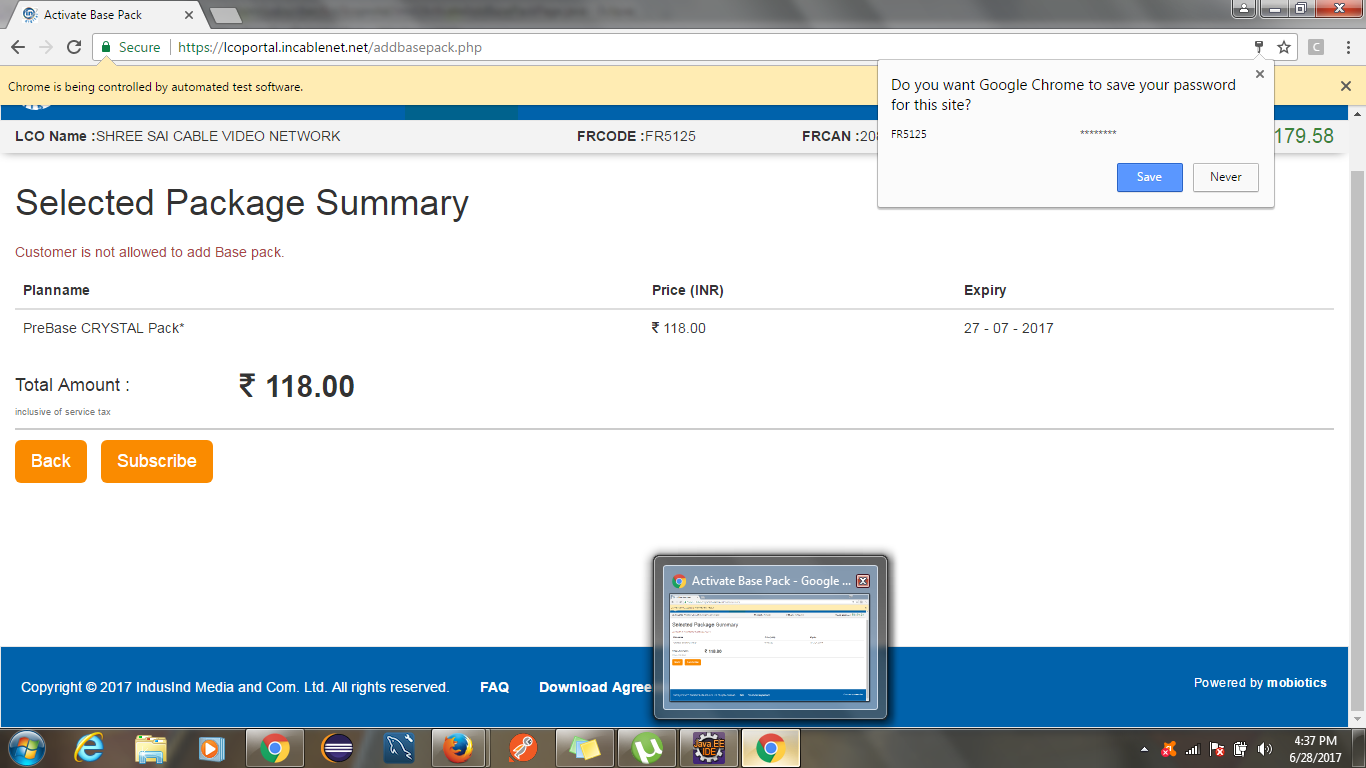 Activate Base Pack
Secure
https://lcoportal.incablenet.net/addbasepack.php
C
Chrome is being controlled by automated test software.
Do you want Google Chrome to save your password
for this site?
FR5125 ********
Save Never
LCO Name :SHREE SAI CABLE VIDEO NETWORK FRCODE :FR5125 FRCAN :20 179.58
Selected Package Summary
Customer is not allowed to add Base pack.
Planname Price (INR) Expiry
PreBase CRYSTAL Pack* ₹ 118.00 27 - 07 - 2017
Total Amount : ₹ 118.00
inclusive of service tax
Back Subscribe
Activate Base Pack - Google ...
Selected Package Summary
₹ 118.00
Copyright © 2017 IndusInd Media and Com. Ltd. All rights reserved. FAQ Download Agree
Powered by mobiotics
Java EE
IDE
4:37 PM
6/28/2017